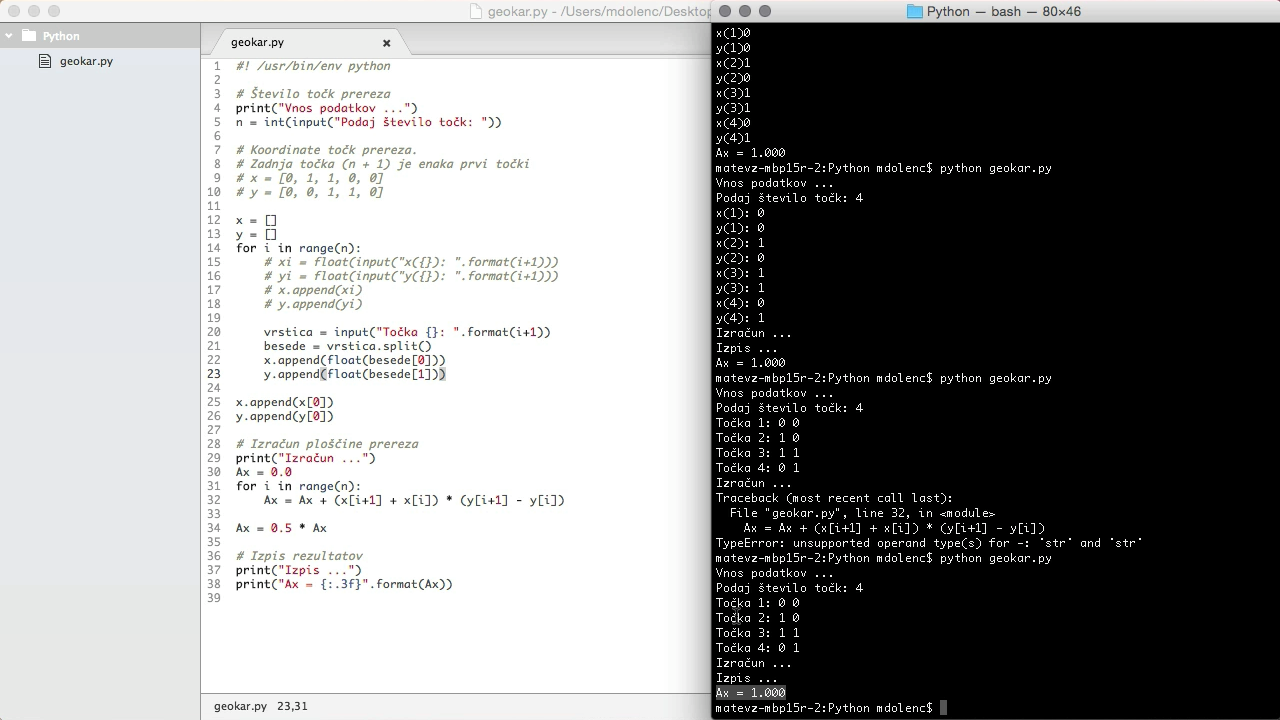 geokar.py - /Users/mdolenc/Desktop
Python
geokar.py
geokar.py
1 #! /usr/bin/env python
2
3 # Število točk prereza
4 print("Vnos podatkov ...")
5 n = int(input("Podaj število točk: "))
6
7 # Koordinate točk prereza.
8 # Zadnja točka (n + 1) je enaka prvi točki
9 # x = [0, 1, 1, 0, 0]
10 # y = [0, 0, 1, 1, 0]
11
12 x = []
13 y = []
14 for i in range(n):
15 # xi = float(input("x({}): ".format(i+1)))
16 # yi = float(input("y({}): ".format(i+1)))
17 # x.append(xi)
18 # y.append(yi)
19
20 vrstica = input("Točka {}: ".format(i+1))
21 besede = vrstica.split()
22 x.append(float(besede[0]))
23 y.append(float(besede[1]))
24
25 x.append(x[0])
26 y.append(y[0])
27
28 # Izračun ploščine prereza
29 print("Izračun ...")
30 Ax = 0.0
31 for i in range(n):
32 Ax = Ax + (x[i+1] + x[i]) * (y[i+1] - y[i])
33
34 Ax = 0.5 * Ax
35
36 # Izpis rezultatov
37 print("Izpis ...")
38 print("Ax = {:.3f}".format(Ax))
39
geokar.py 23,31
Python — bash — 80×46
x(1)0
y(1)0
x(2)1
y(2)0
x(3)1
y(3)1
x(4)0
y(4)1
Ax = 1.000
matevz-mbp15r-2:Python mdolenc$ python geokar.py
Vnos podatkov ...
Podaj število točk: 4
x(1): 0
y(1): 0
x(2): 1
y(2): 0
x(3): 1
y(3): 1
x(4): 0
y(4): 1
Izračun ...
Izpis ...
Ax = 1.000
matevz-mbp15r-2:Python mdolenc$ python geokar.py
Vnos podatkov ...
Podaj število točk: 4
Točka 1: 0 0
Točka 2: 1 0
Točka 3: 1 1
Točka 4: 0 1
Izračun ...
Traceback (most recent call last):
File "geokar.py", line 32, in <module>
Ax = Ax + (x[i+1] + x[i]) * (y[i+1] - y[i])
TypeError: unsupported operand type(s) for -: 'str' and 'str'
matevz-mbp15r-2:Python mdolenc$ python geokar.py
Vnos podatkov ...
Podaj število točk: 4
Točka 1: 0 0
Točka 2: 1 0
Točka 3: 1 1
Točka 4: 0 1
Izračun ...
Izpis ...
Ax = 1.000
matevz-mbp15r-2:Python mdolenc$